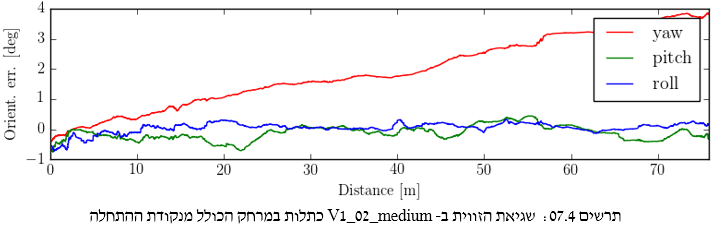 Orient. err. [deg]
4
3
2
1
0
−1
yaw
pitch
roll
0 10 20 30 40 50 60 70
Distance [m]
תרשים 07.4: שגיאת הזווית ב- V1_02_medium כתלות במרחק הכולל מנקודת ההתחלה